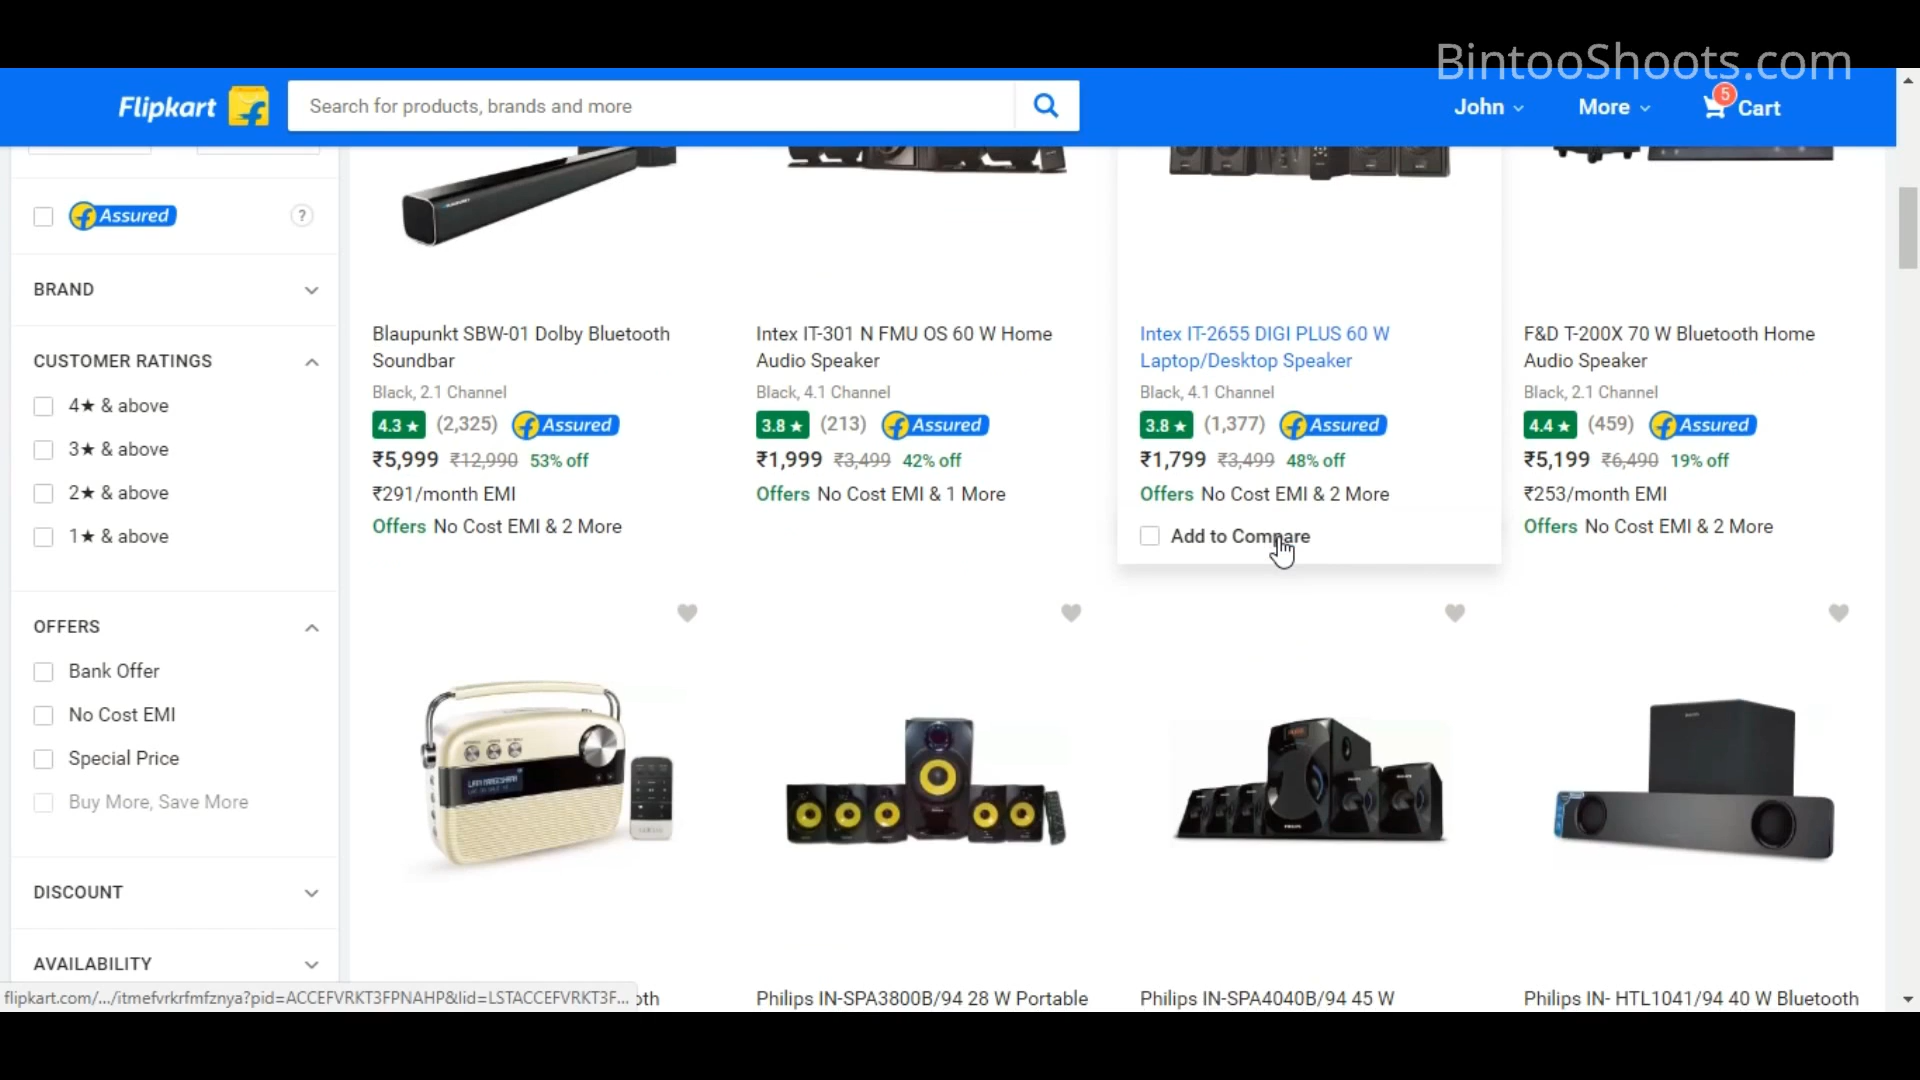 BintooShoots.com
Flipkart
Search for products, brands and more
John
More
5
Cart
Assured
?
BRAND
CUSTOMER RATINGS
4★ & above
3★ & above
2★ & above
1★ & above
OFFERS
Bank Offer
No Cost EMI
Special Price
Buy More, Save More
DISCOUNT
AVAILABILITY
Blaupunkt SBW-01 Dolby Bluetooth
Soundbar
Black, 2.1 Channel
4.3★ (2,325) Assured
₹5,999 ₹12,990 53% off
₹291/month EMI
Offers No Cost EMI & 2 More
Intex IT-301 N FMU OS 60 W Home
Audio Speaker
Black, 4.1 Channel
3.8★ (213) Assured
₹1,999 ₹3,499 42% off
Offers No Cost EMI & 1 More
Intex IT-2655 DIGI PLUS 60 W
Laptop/Desktop Speaker
Black, 4.1 Channel
3.8★ (1,377) Assured
₹1,799 ₹3,499 48% off
Offers No Cost EMI & 2 More
Add to Compare
F&D T-200X 70 W Bluetooth Home
Audio Speaker
Black, 2.1 Channel
4.4★ (459) Assured
₹5,199 ₹6,490 19% off
₹253/month EMI
Offers No Cost EMI & 2 More
Philips IN-SPA3800B/94 28 W Portable
Philips IN-SPA4040B/94 45 W
Philips IN- HTL1041/94 40 W Bluetooth
flipkart.com/.../itmefvrkrfmfznya?pid=ACCEFVRKT3FPNAHP&lid=LSTACCEFVRKT3F...